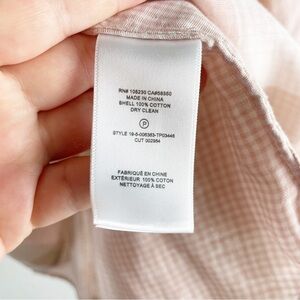 RN# 106230 CA#58350
MADE IN CHINA
SHELL 100% COTTON
DRY CLEAN
P
STYLE 19-5-006363-TP03446
CUT 002954
FABRIQUÉ EN CHINE
EXTÉRIEUR 100% COTON
NETTOYAGE À SEC